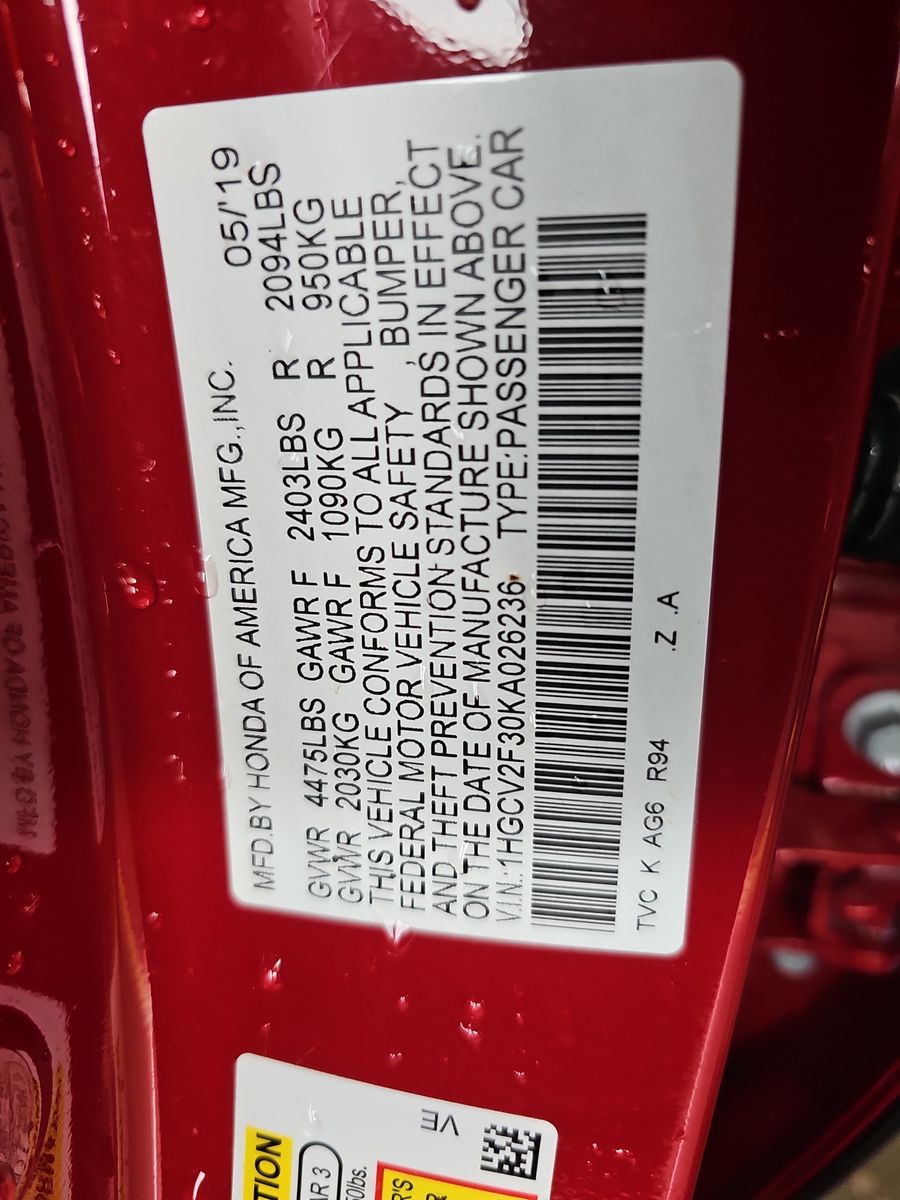 MFD.BY HONDA OF AMERICA MFG.,INC. 05/'19
GVWR 4475LBS GAWR F 2403LBS R 2094LBS
GVWR 2030KG GAWR F 1090KG R 950KG
THIS VEHICLE CONFORMS TO ALL APPLICABLE
FEDERAL MOTOR VEHICLE SAFETY BUMPER,
AND THEFT PREVENTION STANDARDS, IN EFFECT
ON THE DATE OF MANUFACTURE SHOWN ABOVE.
V.I.N.:1HGCV2F30KA026236 TYPE:PASSENGER CAR
TVC K AG6 R94 .Z .A
VE